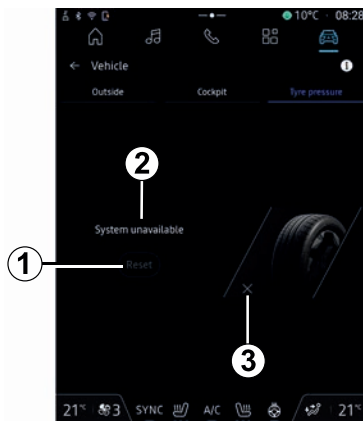 10°C · 08:28
← Vehicle
Outside Cockpit Tyre pressure
2
System unavailable
1
Reset
3
21°C 3 SYNC A/C 21°C